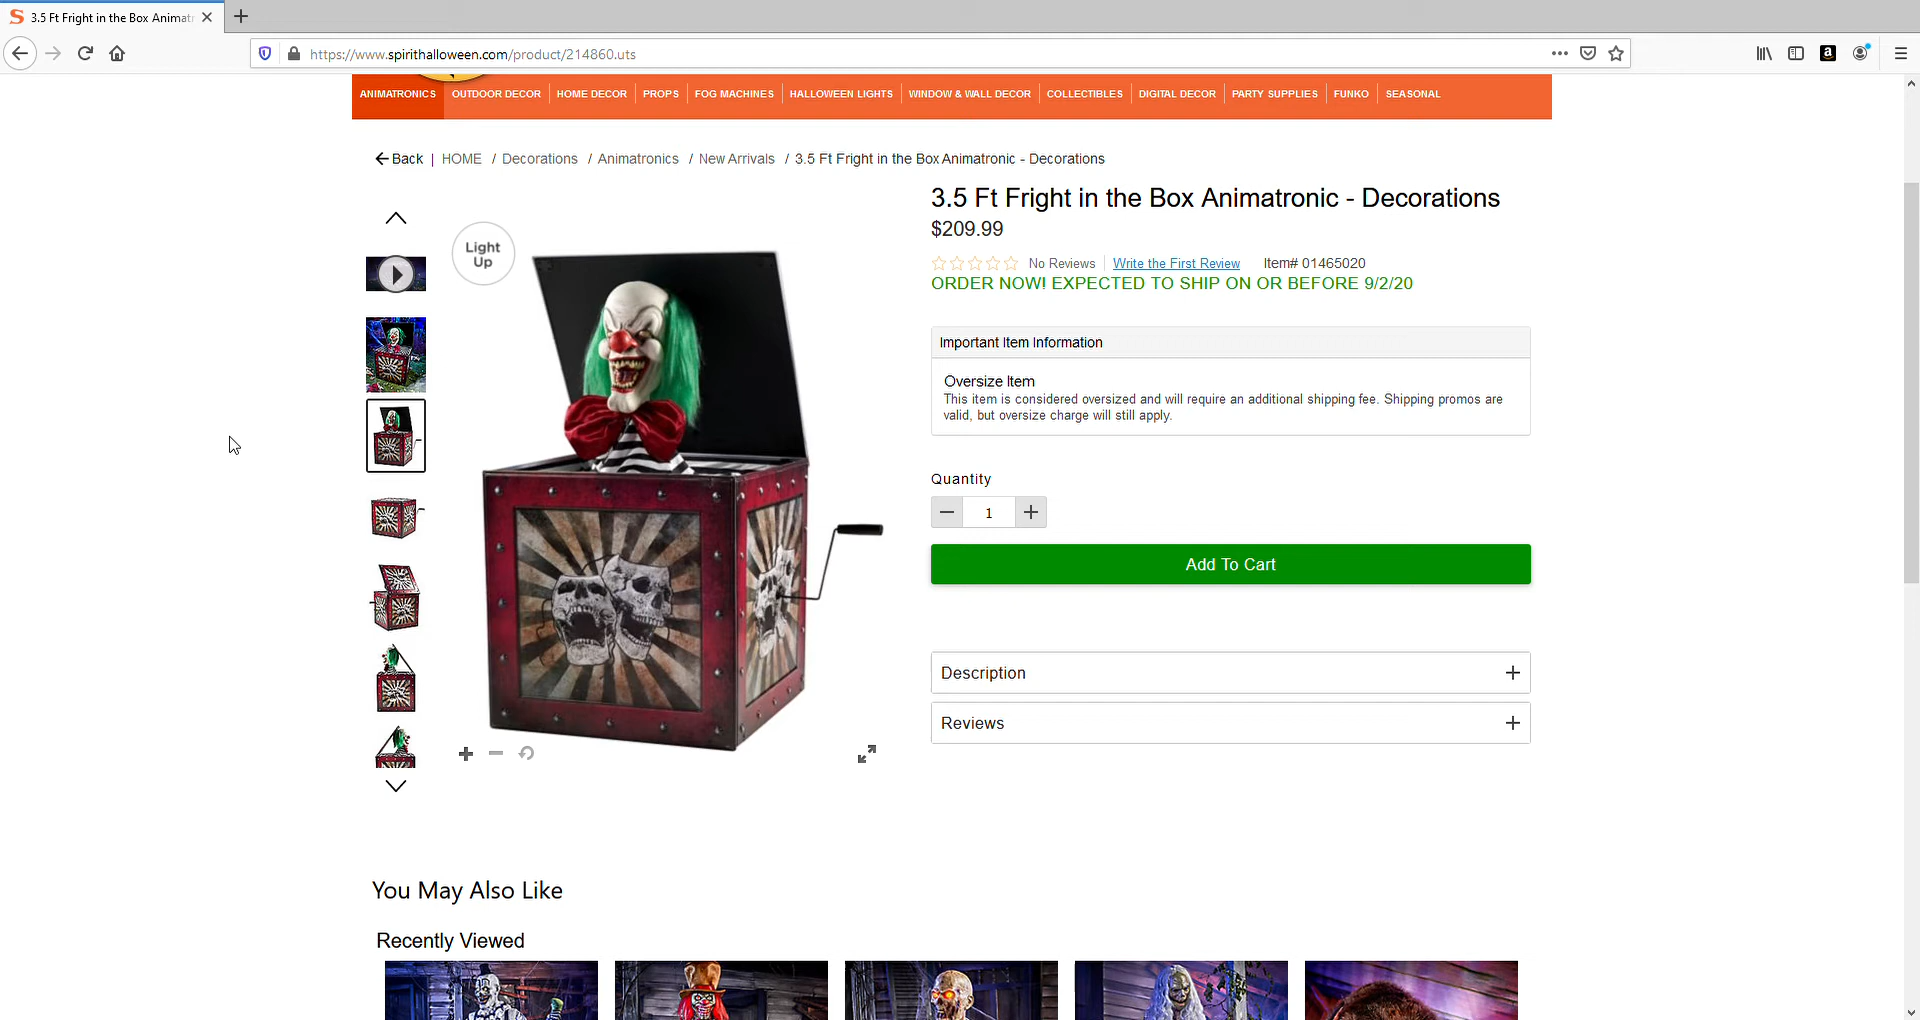 3.5 Ft Fright in the Box Animatr
https://www.spirithalloween.com/product/214860.uts
ANIMATRONICS
OUTDOOR DECOR
HOME DECOR
PROPS
FOG MACHINES
HALLOWEEN LIGHTS
WINDOW & WALL DECOR
COLLECTIBLES
DIGITAL DECOR
PARTY SUPPLIES
FUNKO
SEASONAL
Back | HOME / Decorations / Animatronics / New Arrivals / 3.5 Ft Fright in the Box Animatronic - Decorations
Light
Up
3.5 Ft Fright in the Box Animatronic - Decorations
$209.99
No Reviews
Write the First Review
Item# 01465020
ORDER NOW! EXPECTED TO SHIP ON OR BEFORE 9/2/20
Important Item Information
Oversize Item
This item is considered oversized and will require an additional shipping fee. Shipping promos are
valid, but oversize charge will still apply.
Quantity
1
Add To Cart
Description
Reviews
You May Also Like
Recently Viewed